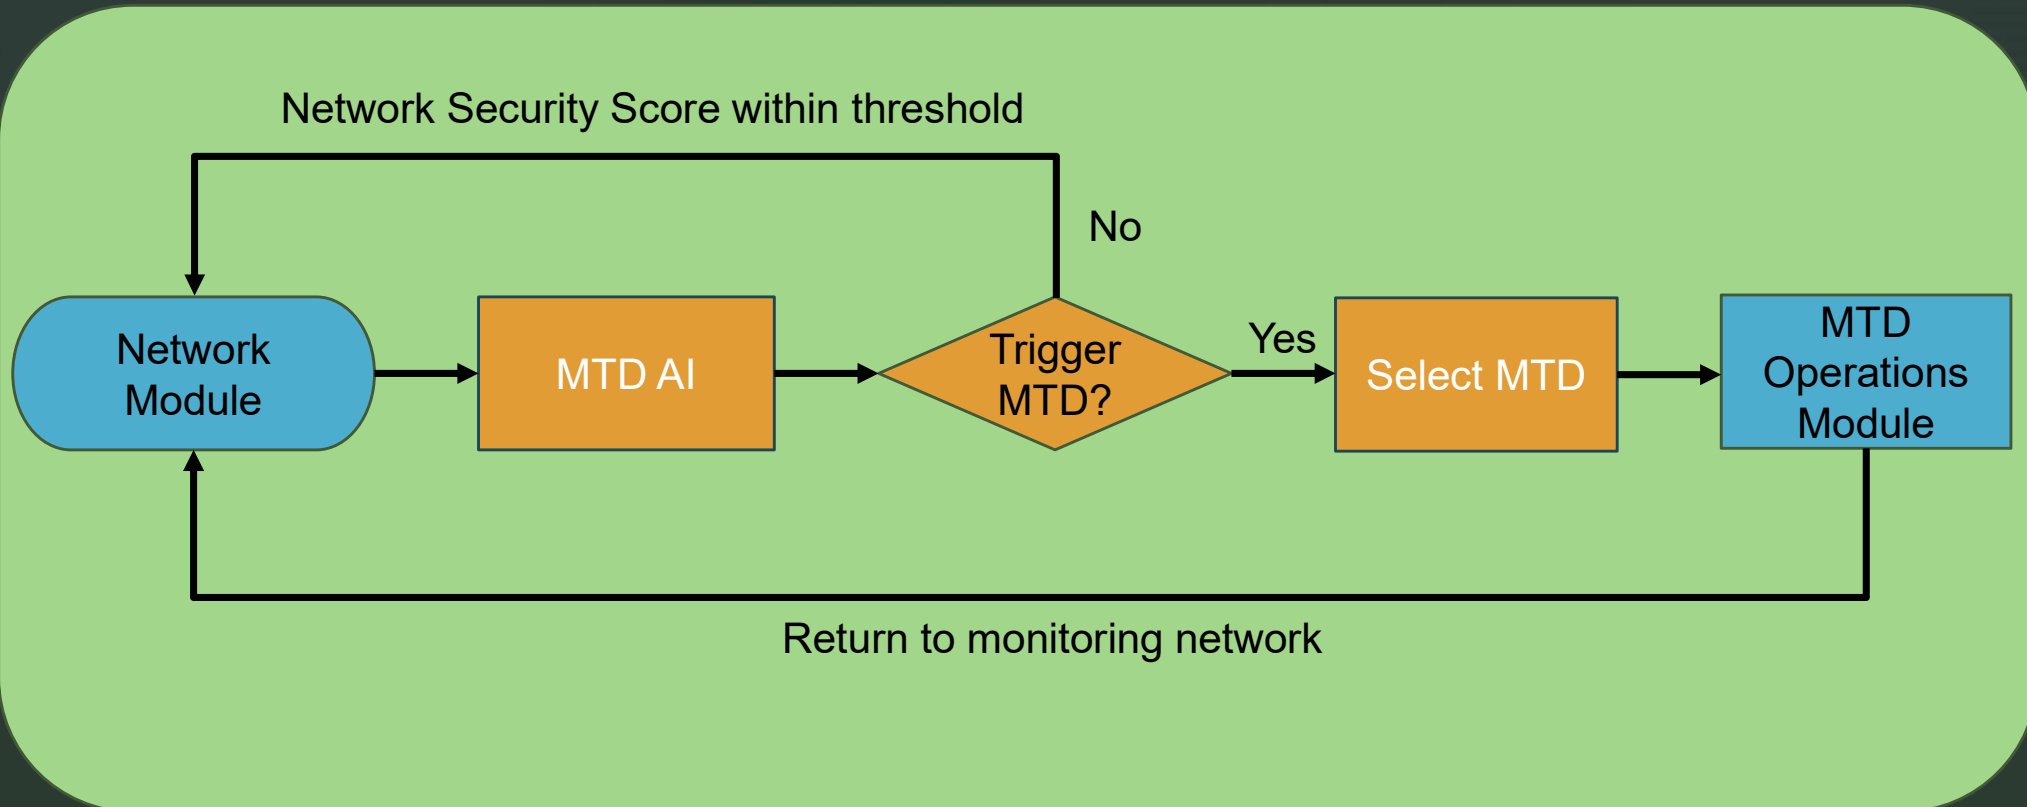 Network Security Score within threshold
No
Network
Module
MTD AI
Trigger
MTD?
Yes
Select MTD
MTD
Operations
Module
Return to monitoring network